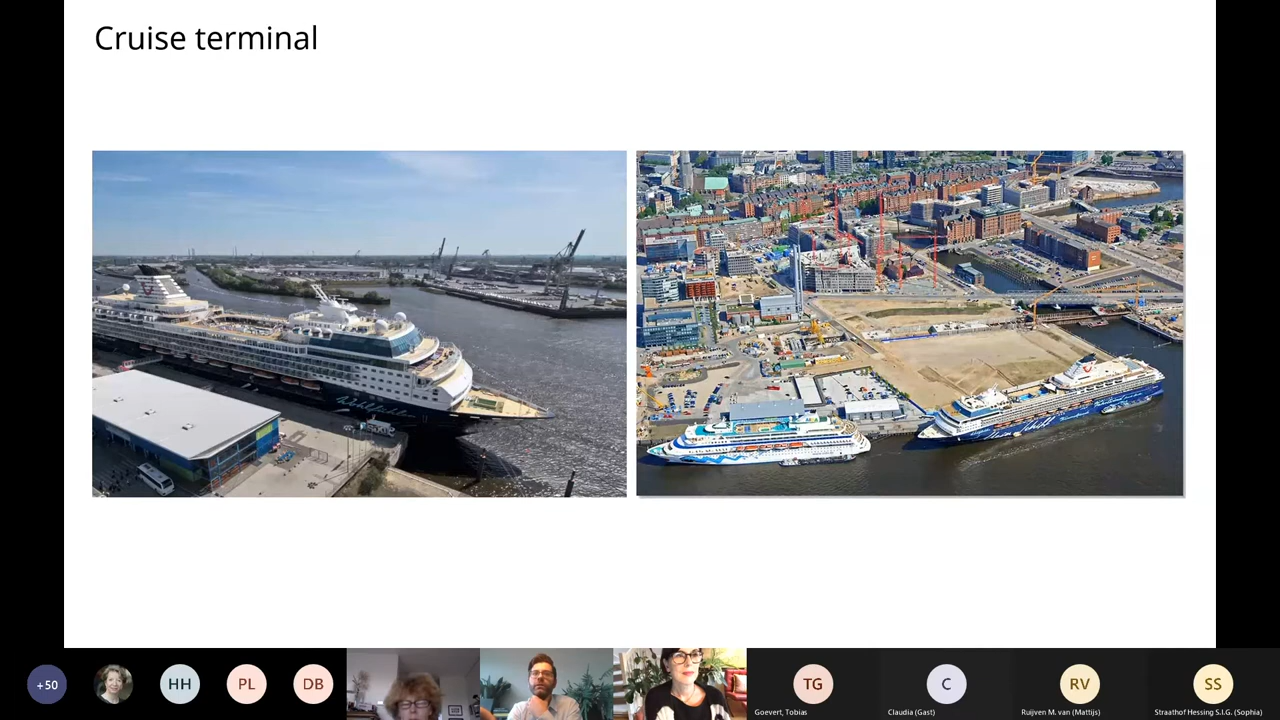 Cruise terminal
+50
HH
PL
DB
TG
Goevert, Tobias
C
Claudia (Gast)
RV
Ruijven M. van (Mattijs)
SS
Straathof Hessing S.I.G. (Sophia)